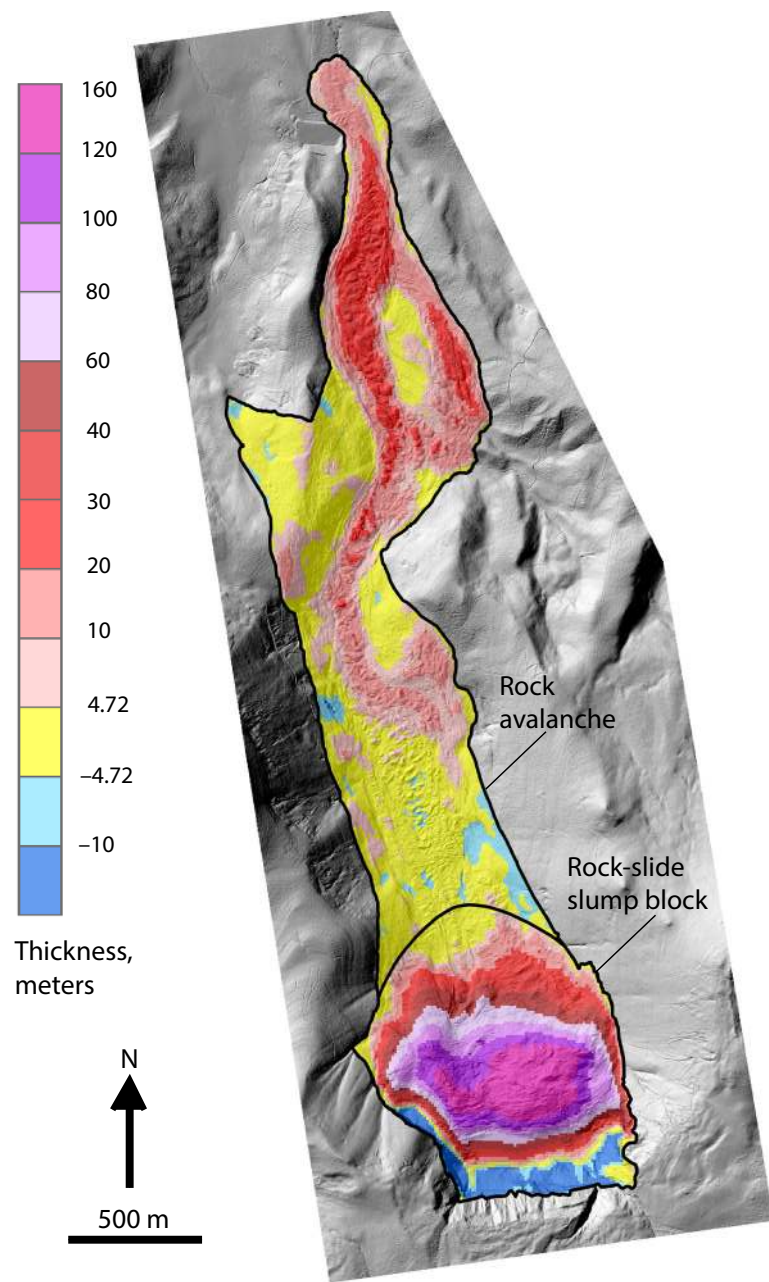 160
120
100
80
60
40
30
20
10
4.72
–4.72
–10
Thickness,
meters
N
500 m
Rock
avalanche
Rock-slide
slump block